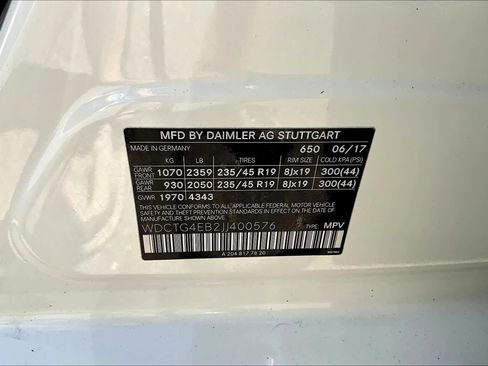 MFD BY DAIMLER AG STUTTGART
MADE IN GERMANY 650 06/17
KG LB TIRES RIM SIZE COLD KPA (PSI)
GAWR FRONT 1070 2359 235/45 R19 8Jx19 300(44)
GAWR REAR 930 2050 235/45 R19 8Jx19 300(44)
GVWR 1970 4343
THIS VEHICLE CONFORMS TO ALL APPLICABLE FEDERAL MOTOR VEHICLE
SAFETY, BUMPER, AND THEFT PREVENTION STANDARDS IN EFFECT
ON THE DATE OF MANUFACTURE SHOWN ABOVE.
WDCTG4EB2JJ400576
TYPE: MPV
A 204 817 78 20